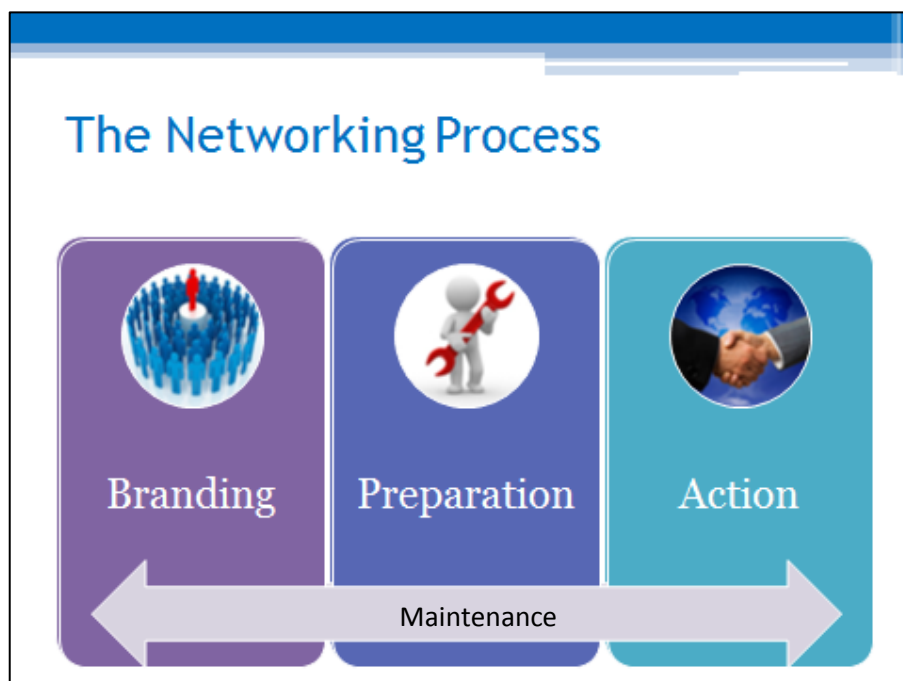 The Networking Process
Branding
Preparation
Action
Maintenance